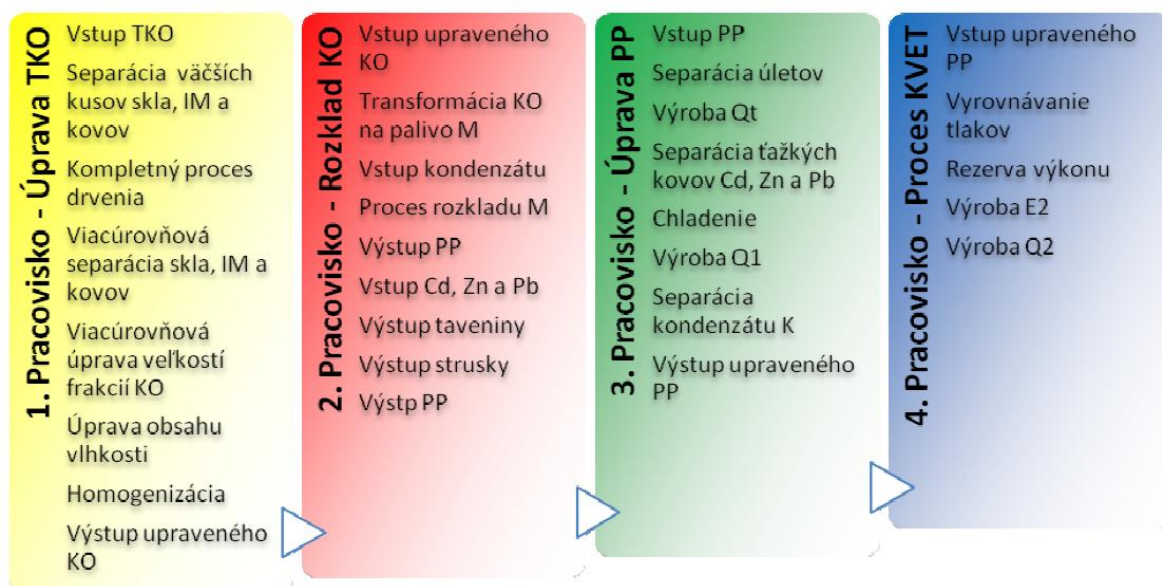 1. Pracovisko - Úprava TKO
Vstup TKO
Separácia väčších
kusov skla, IM a
kovov
Kompletný proces
drvenia
Viacúrovňová
separácia skla, IM a
kovov
Viacúrovňová
úprava veľkostí
frakcií KO
Úprava obsahu
vlhkosti
Homogenizácia
Výstup upraveného
KO
2. Pracovisko - Rozklad KO
Vstup upraveného
KO
Transformácia KO
na palivo M
Vstup kondenzátu
Proces rozkladu M
Výstup PP
Vstup Cd, Zn a Pb
Výstup taveniny
Výstup strusky
Výstp PP
3. Pracovisko - Úprava PP
Vstup PP
Separácia úletov
Výroba Qt
Separácia ťažkých
kovov Cd, Zn a Pb
Chladenie
Výroba Q1
Separácia
kondenzátu K
Výstup upraveného
PP
4. Pracovisko - Proces KVET
Vstup upraveného
PP
Vyrovnávanie
tlakov
Rezerva výkonu
Výroba E2
Výroba Q2